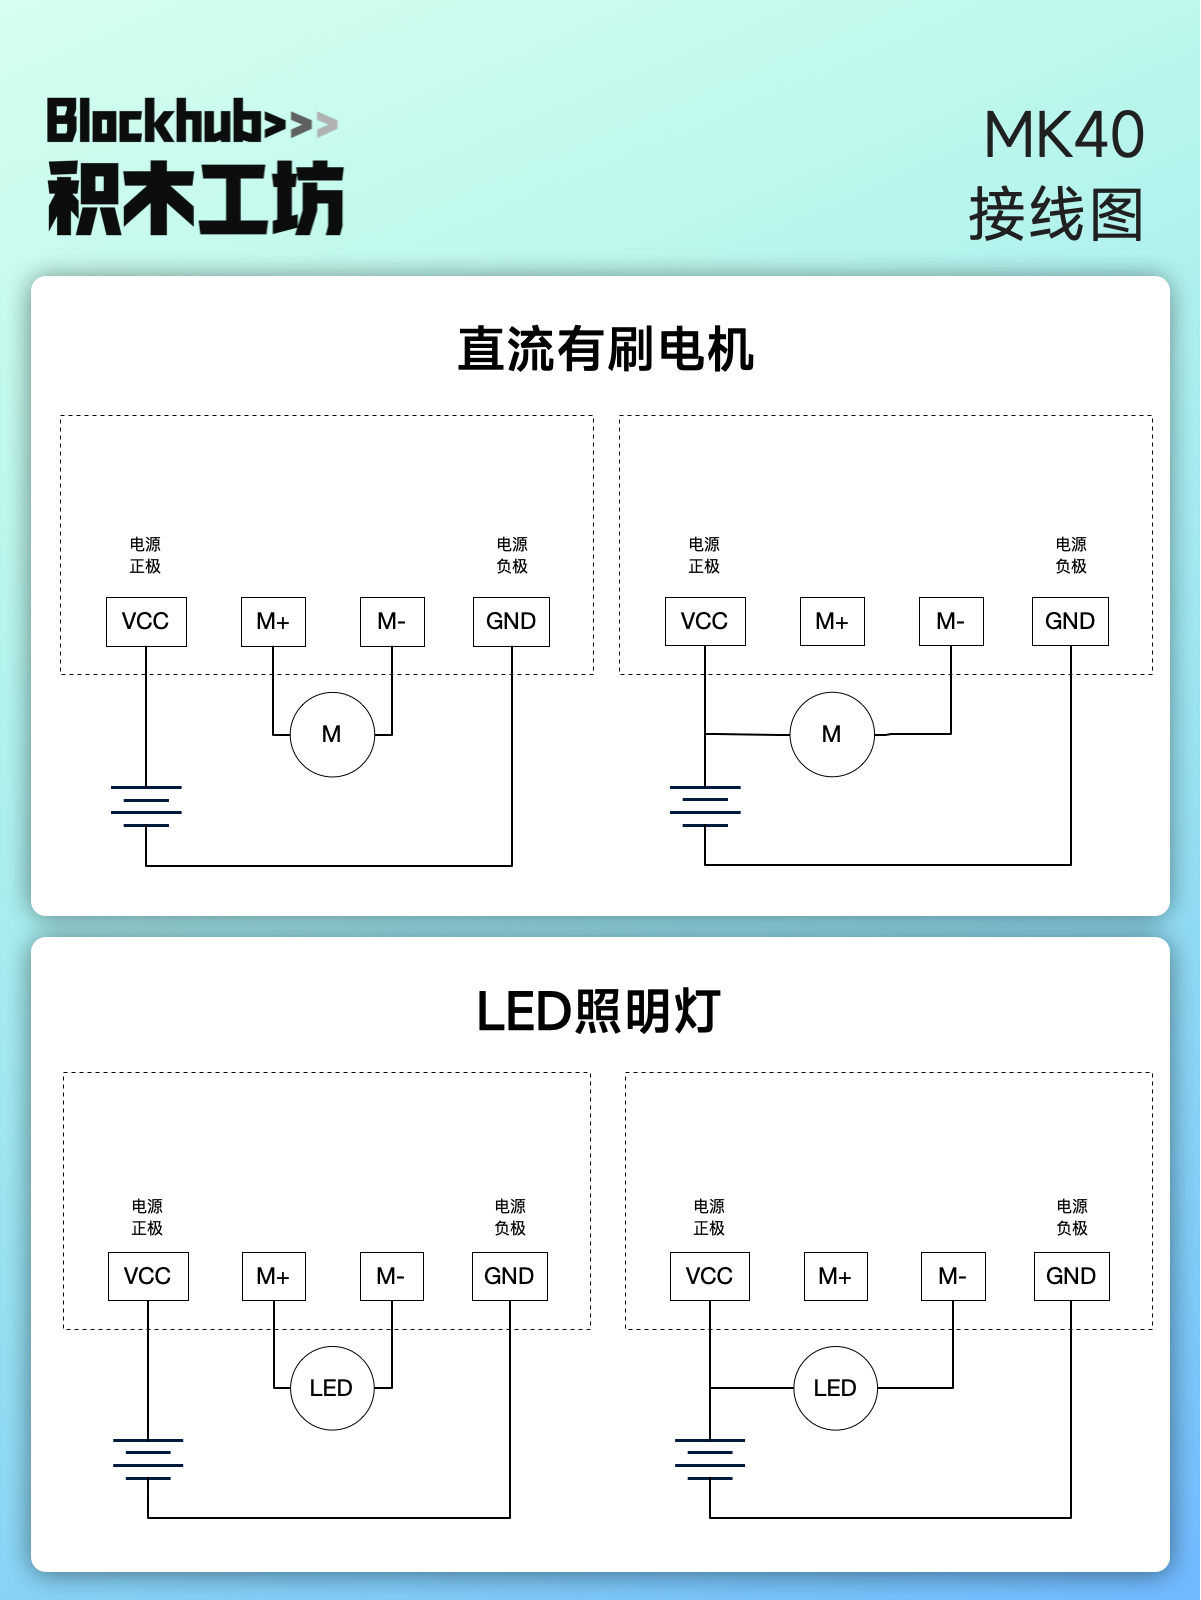 Blockhub>>>
积木工坊
MK40
接线图
直流有刷电机
电源
正极
电源
负极
VCC
M+
M-
GND
M
电源
正极
电源
负极
VCC
M+
M-
GND
M
LED照明灯
电源
正极
电源
负极
VCC
M+
M-
GND
LED
电源
正极
电源
负极
VCC
M+
M-
GND
LED